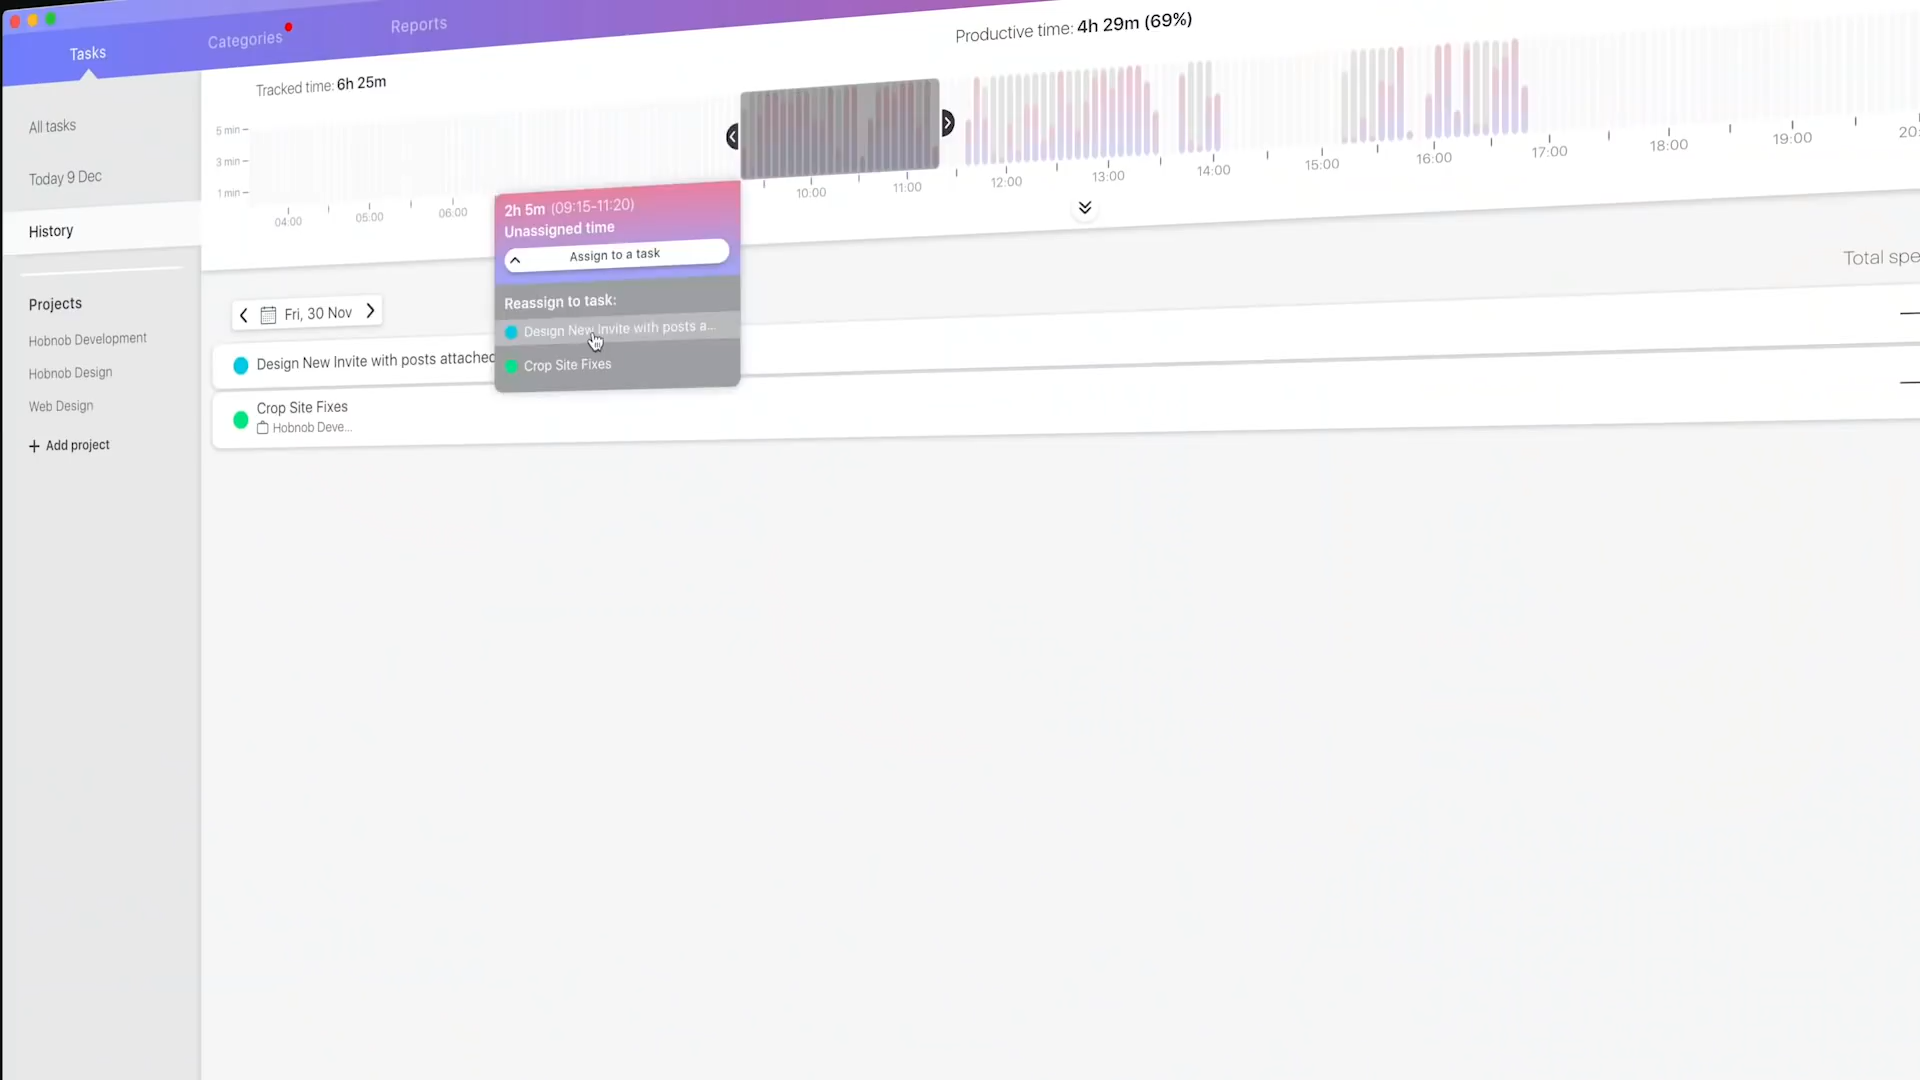 Tasks
Categories
Reports
Tracked time: 6h 25m
Productive time: 4h 29m (69%)
5 min
3 min
1 min
04:00
05:00
06:00
10:00
11:00
12:00
13:00
14:00
15:00
16:00
17:00
18:00
19:00
20:
All tasks
Today 9 Dec
History
Projects
Hobnob Development
Hobnob Design
Web Design
Add project
2h 5m (09:15-11:20)
Unassigned time
Assign to a task
Reassign to task:
Design New Invite with posts a...
Crop Site Fixes
Total spe
Fri, 30 Nov
Design New Invite with posts attached
Crop Site Fixes
Hobnob Deve...